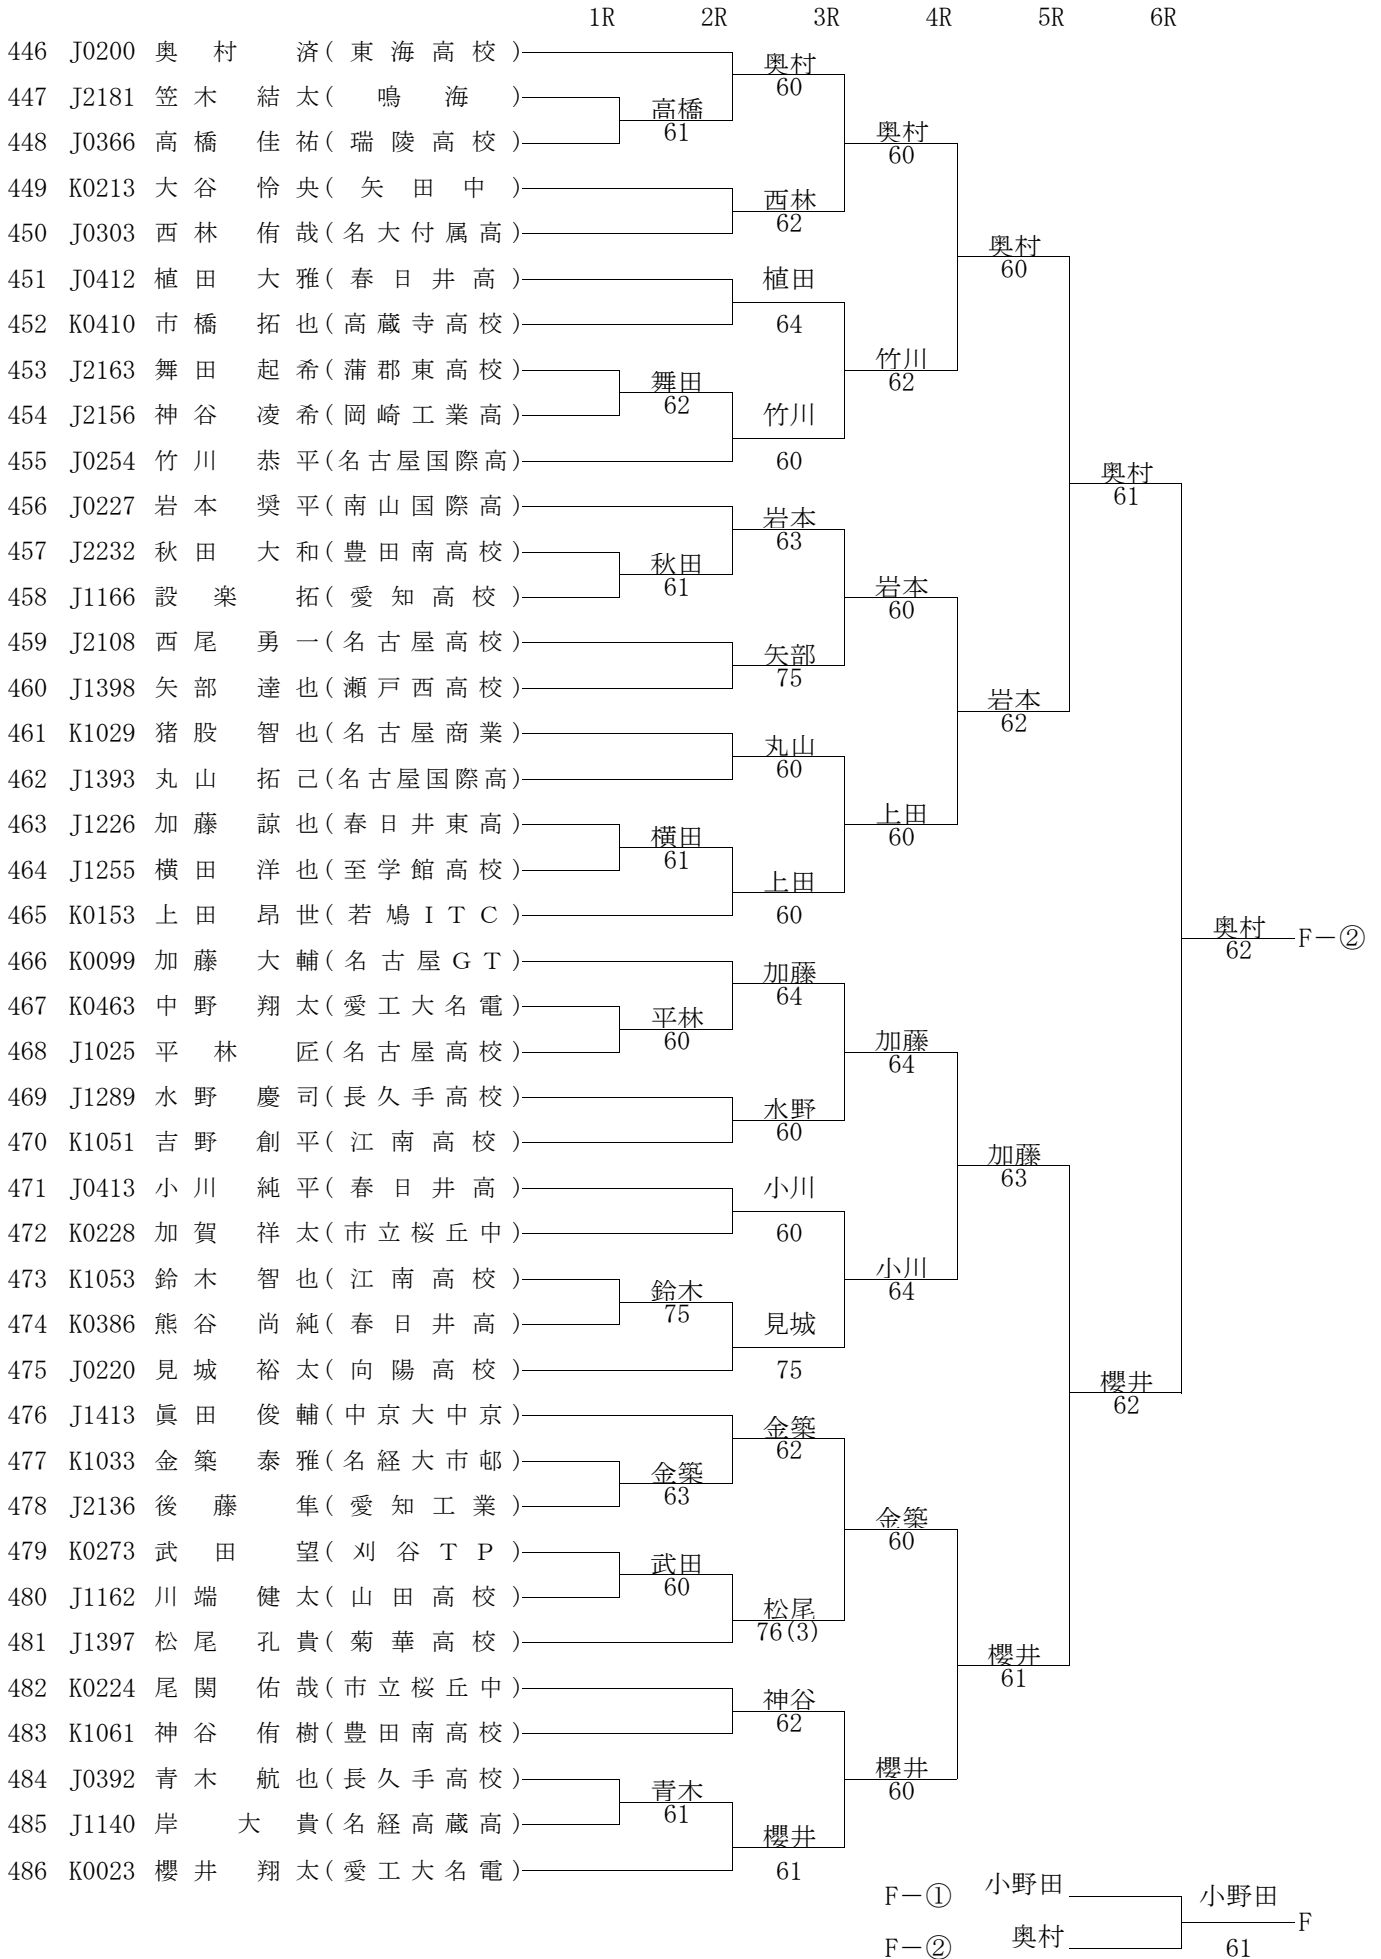 1R 2R 3R 4R 5R 6R
446 J0200 奥村 済(東海高校)
奥村
60
447 J2181 笠木 結太(鳴海)
高橋
61
448 J0366 高橋 佳祐(瑞陵高校)
奥村
60
449 K0213 大谷 怜央(矢田中)
西林
62
450 J0303 西林 侑哉(名大付属高)
奥村
60
451 J0412 植田 大雅(春日井高)
植田
452 K0410 市橋 拓也(高蔵寺高校)
64
453 J2163 舞田 起希(蒲郡東高校)
舞田
62
竹川
62
454 J2156 神谷 凌希(岡崎工業高)
竹川
455 J0254 竹川 恭平(名古屋国際高)
60
奥村
61
456 J0227 岩本 奨平(南山国際高)
岩本
63
457 J2232 秋田 大和(豊田南高校)
秋田
61
458 J1166 設楽 拓(愛知高校)
岩本
60
459 J2108 西尾 勇一(名古屋高校)
矢部
75
460 J1398 矢部 達也(瀬戸西高校)
岩本
62
461 K1029 猪股 智也(名古屋商業)
丸山
60
462 J1393 丸山 拓己(名古屋国際高)
463 J1226 加藤 諒也(春日井東高)
横田
61
上田
60
464 J1255 横田 洋也(至学館高校)
上田
465 K0153 上田 昂世(若鳩ITC)
60
奥村
62
F-②
466 K0099 加藤 大輔(名古屋GT)
加藤
64
467 K0463 中野 翔太(愛工大名電)
平林
60
468 J1025 平林 匠(名古屋高校)
加藤
64
469 J1289 水野 慶司(長久手高校)
水野
60
470 K1051 吉野 創平(江南高校)
加藤
63
471 J0413 小川 純平(春日井高)
小川
472 K0228 加賀 祥太(市立桜丘中)
60
473 K1053 鈴木 智也(江南高校)
鈴木
75
小川
64
474 K0386 熊谷 尚純(春日井高)
見城
475 J0220 見城 裕太(向陽高校)
75
櫻井
62
476 J1413 眞田 俊輔(中京大中京)
金築
62
477 K1033 金築 泰雅(名経大市邨)
金築
63
478 J2136 後藤 隼(愛知工業)
金築
60
479 K0273 武田 望(刈谷TP)
武田
60
480 J1162 川端 健太(山田高校)
松尾
76(3)
481 J1397 松尾 孔貴(菊華高校)
櫻井
61
482 K0224 尾関 佑哉(市立桜丘中)
神谷
62
483 K1061 神谷 侑樹(豊田南高校)
484 J0392 青木 航也(長久手高校)
青木
61
櫻井
60
485 J1140 岸 大貴(名経高蔵高)
櫻井
486 K0023 櫻井 翔太(愛工大名電)
61
F-① 小野田 小野田
F
F-② 奥村 61